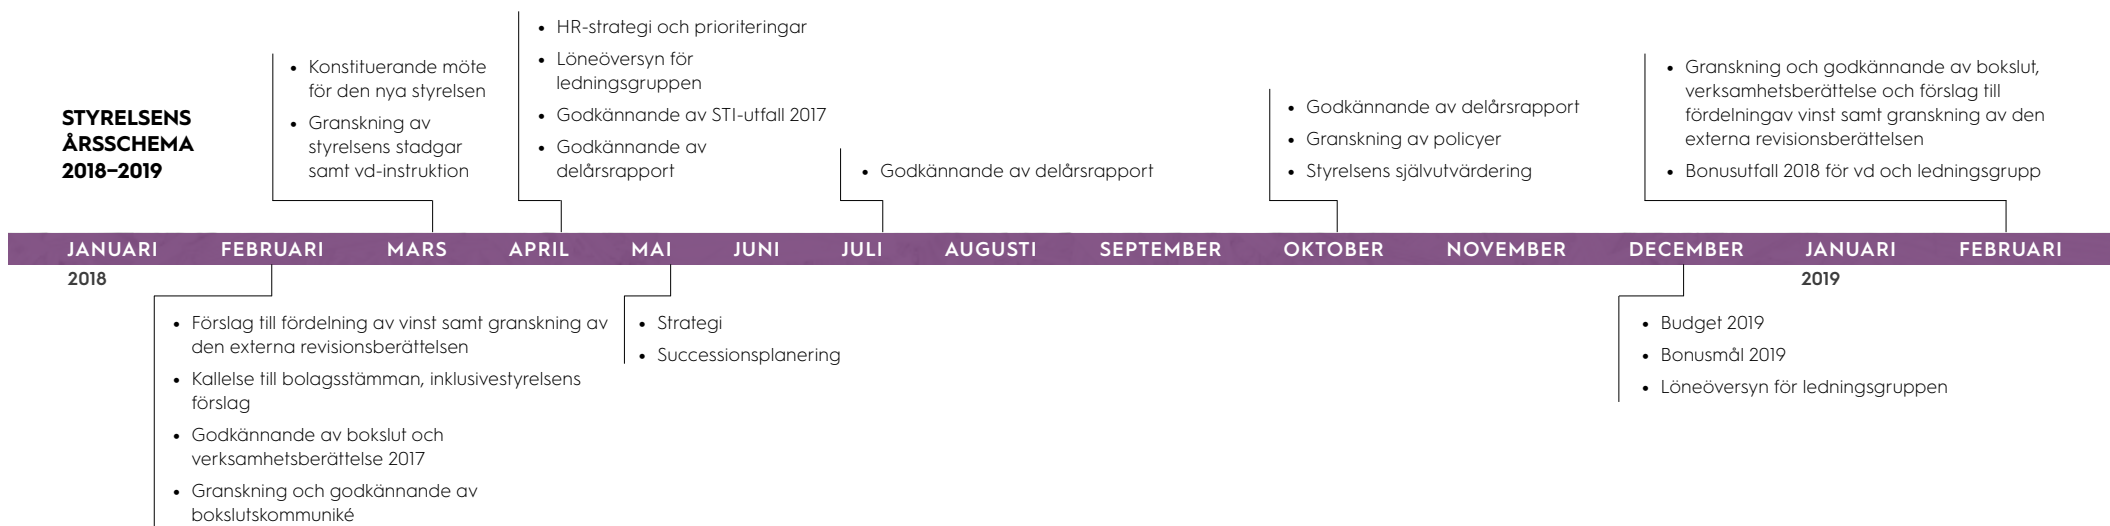 STYRELSENS
ÅRSSCHEMA
2018–2019
• Konstituerande möte
för den nya styrelsen
• Granskning av
styrelsens stadgar
samt vd-instruktion
• HR-strategi och prioriteringar
• Löneöversyn för
ledningsgruppen
• Godkännande av STI-utfall 2017
• Godkännande av
delårsrapport
• Godkännande av delårsrapport
• Godkännande av delårsrapport
• Granskning av policyer
• Styrelsens självutvärdering
• Granskning och godkännande av bokslut,
verksamhetsberättelse och förslag till
fördelningav vinst samt granskning av den
externa revisionsberättelsen
• Bonusutfall 2018 för vd och ledningsgrupp
JANUARI FEBRUARI MARS APRIL MAI JUNI JULI AUGUSTI SEPTEMBER OKTOBER NOVEMBER DECEMBER JANUARI FEBRUARI
2018 2019
• Förslag till fördelning av vinst samt granskning av
den externa revisionsberättelsen
• Kallelse till bolagsstämman, inklusivestyrelsens
förslag
• Godkännande av bokslut och
verksamhetsberättelse 2017
• Granskning och godkännande av
bokslutskommuniké
• Strategi
• Successionsplanering
• Budget 2019
• Bonusmål 2019
• Löneöversyn för ledningsgruppen